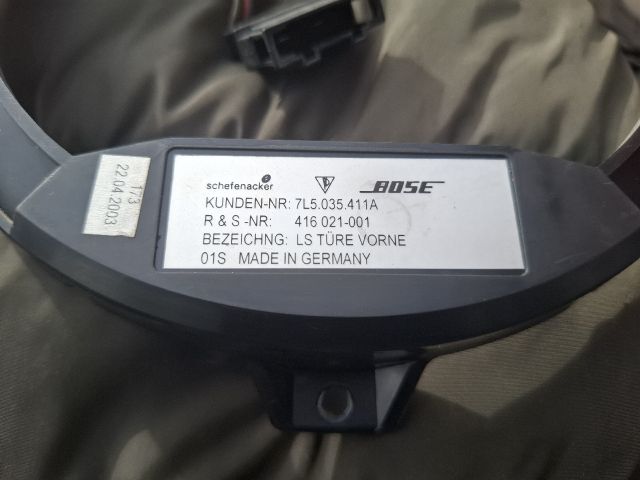 schefenacker BOSE
KUNDEN-NR: 7L5.035.411A
R & S -NR: 416 021-001
BEZEICHNG: LS TÜRE VORNE
01S MADE IN GERMANY
173
22.04.2003